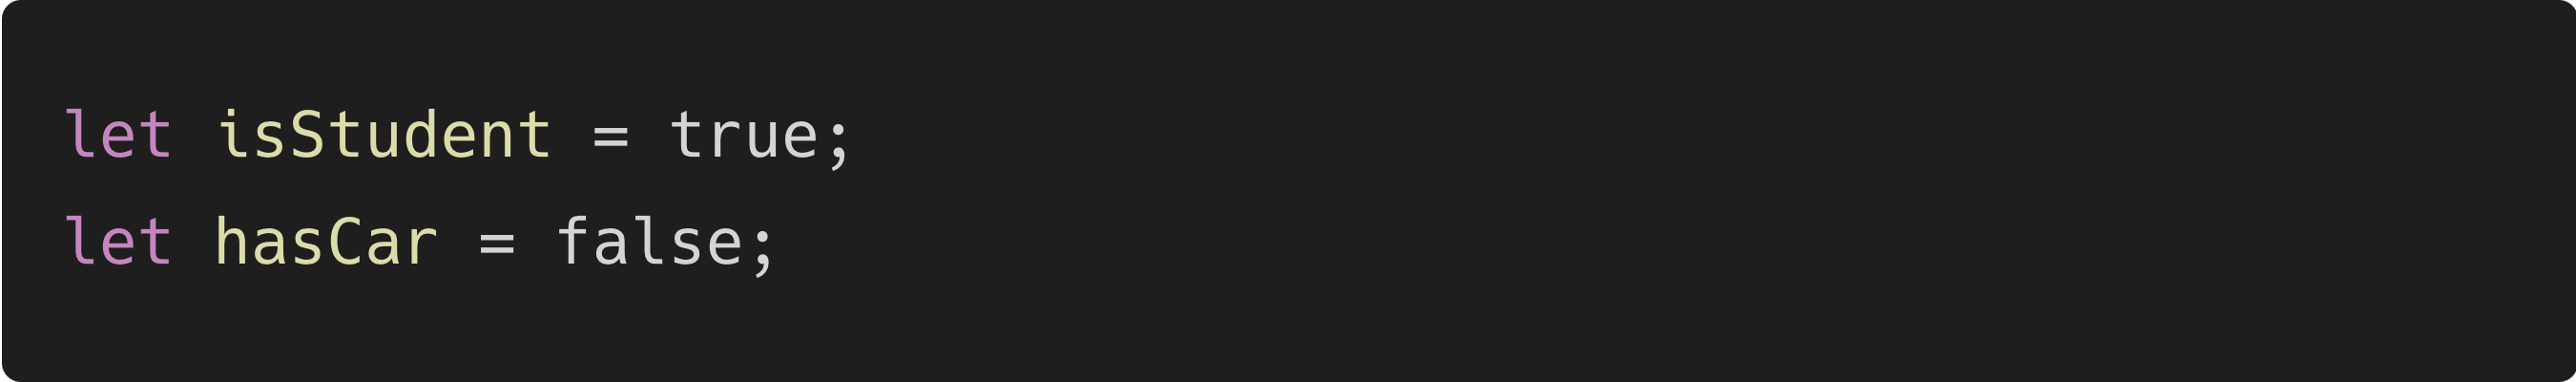 let isStudent = true;
let hasCar = false;